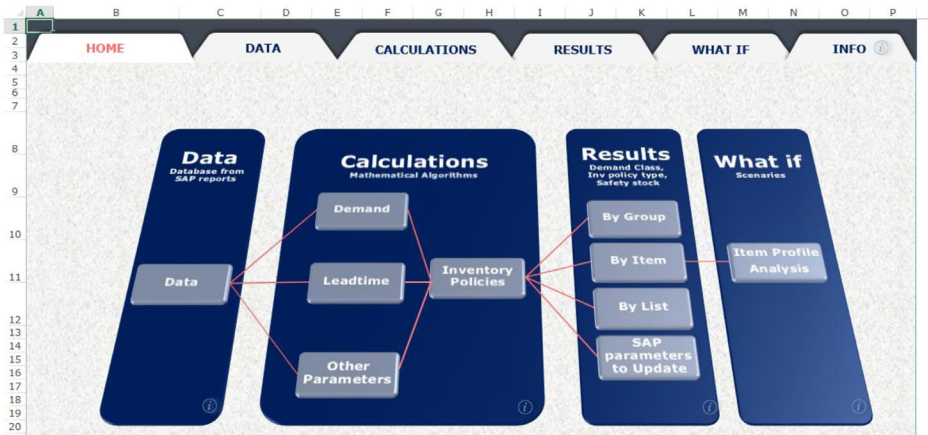 A B C D E F G H I J K L M N O P
1
2
3
4
5
6
7
8
9
10
11
12
13
14
15
16
17
18
19
20
HOME DATA CALCULATIONS RESULTS WHAT IF INFO i
Data
Database from
SAP reports
Data
i
Calculations
Mathematical Algorithms
Demand
Leadtime
Other
Parameters
Inventory
Policies
i
Results
Demand Class,
Inv policy type,
Safety stock
By Group
By Item
By List
SAP
parameters
to Update
i
What if
Scenarios
Item Profile
Analysis
i